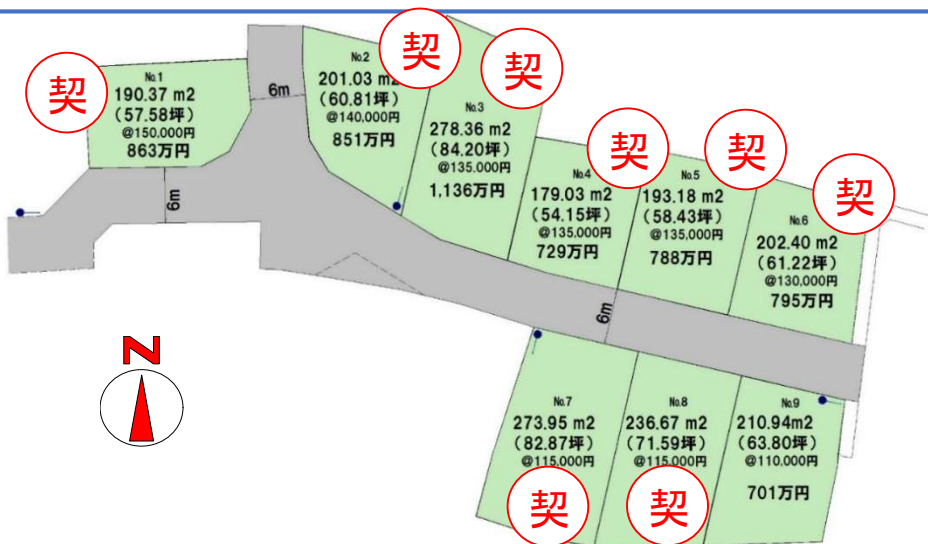 契
No.1
190.37 m2
(57.58坪)
@150,000円
863万円
6m
6m
No.2
201.03 m2
(60.81坪)
@140,000円
851万円
契
No.3
278.36 m2
(84.20坪)
@135,000円
1,136万円
契
No.4
179.03 m2
(54.15坪)
@135,000円
729万円
契
No.5
193.18 m2
(58.43坪)
@135,000円
788万円
契
No.6
202.40 m2
(61.22坪)
@130,000円
795万円
契
6m
N
No.7
273.95 m2
(82.87坪)
@115,000円
契
No.8
236.67 m2
(71.59坪)
@115,000円
契
No.9
210.94m2
(63.80坪)
@110,000円
701万円